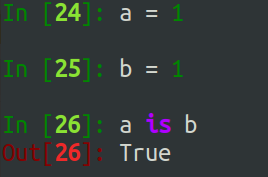 In [24]: a = 1
In [25]: b = 1
In [26]: a is b
Out[26]: True